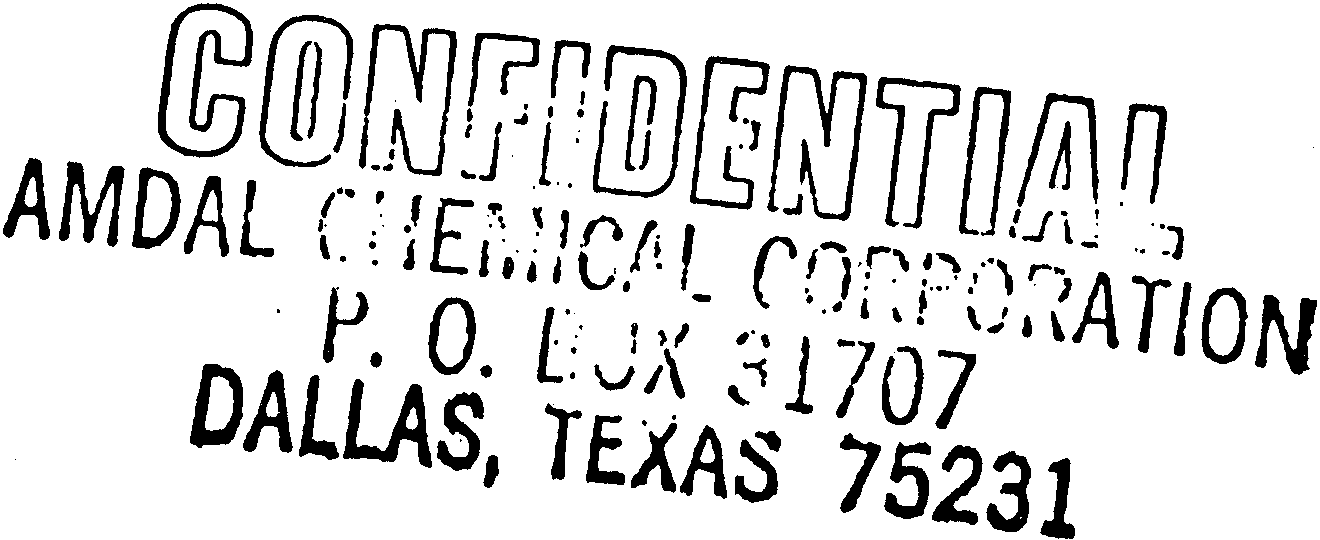 CONFIDENTIAL
AMDAL CHEMICAL CORPORATION
P. O. BOX 31707
DALLAS, TEXAS 75231